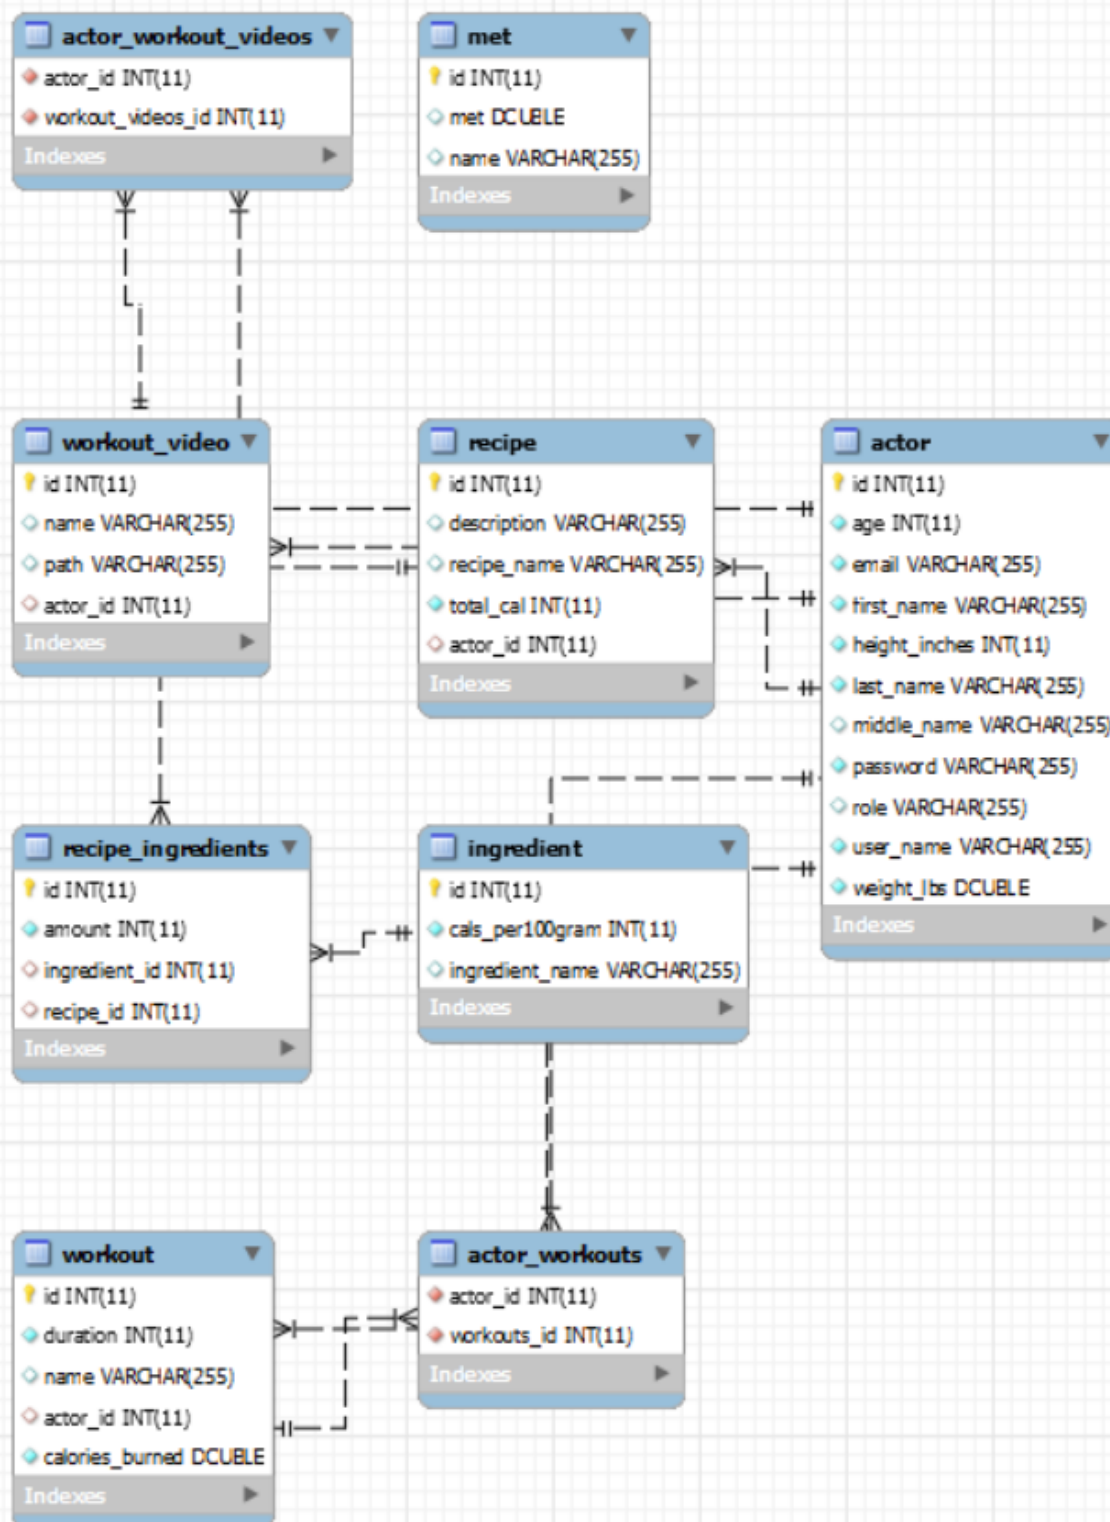 actor_workout_videos
actor_id INT(11)
workout_videos_id INT(11)
Indexes
met
id INT(11)
met DOUBLE
name VARCHAR(255)
Indexes
workout_video
id INT(11)
name VARCHAR(255)
path VARCHAR(255)
actor_id INT(11)
Indexes
recipe
id INT(11)
description VARCHAR(255)
recipe_name VARCHAR(255)
total_cal INT(11)
actor_id INT(11)
Indexes
actor
id INT(11)
age INT(11)
email VARCHAR(255)
first_name VARCHAR(255)
height_inches INT(11)
last_name VARCHAR(255)
middle_name VARCHAR(255)
password VARCHAR(255)
role VARCHAR(255)
user_name VARCHAR(255)
weight_lbs DOUBLE
Indexes
recipe_ingredients
id INT(11)
amount INT(11)
ingredient_id INT(11)
recipe_id INT(11)
Indexes
ingredient
id INT(11)
cals_per100gram INT(11)
ingredient_name VARCHAR(255)
Indexes
workout
id INT(11)
duration INT(11)
name VARCHAR(255)
actor_id INT(11)
calories_burned DOUBLE
Indexes
actor_workouts
actor_id INT(11)
workouts_id INT(11)
Indexes